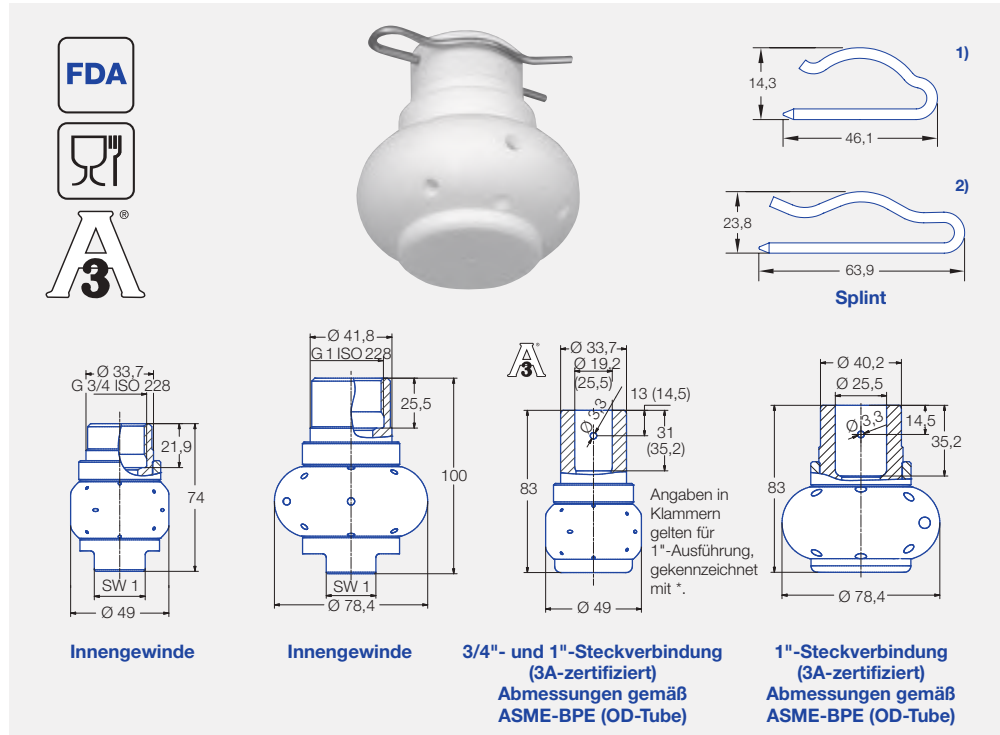 FDA
A
3
®
1)
14,3
46,1
2)
23,8
63,9
Splint
Ø 33,7
G 3/4 ISO 228
21,9
74
SW 1
Ø 49
Innengewinde
Ø 41,8
G 1 ISO 228
25,5
100
SW 1
Ø 78,4
Innengewinde
A
3
®
Ø 33,7
Ø 19,2
(25,5)
13 (14,5)
Ø 3,3
31
(35,2)
83
Ø 49
Angaben in
Klammern
gelten für
1"-Ausführung,
gekennzeichnet
mit *.
3/4"- und 1"-Steckverbindung
(3A-zertifiziert)
Abmessungen gemäß
ASME-BPE (OD-Tube)
Ø 40,2
Ø 25,5
Ø 3,3
14,5
35,2
83
Ø 78,4
1"-Steckverbindung
(3A-zertifiziert)
Abmessungen gemäß
ASME-BPE (OD-Tube)